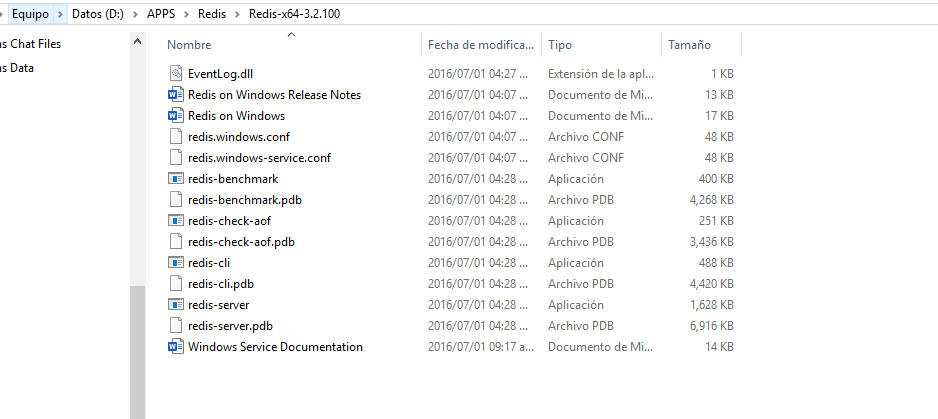 Equipo > Datos (D:) > APPS > Redis > Redis-x64-3.2.100
s Chat Files
s Data
Nombre Fecha de modifica... Tipo Tamaño
EventLog.dll 2016/07/01 04:27 ... Extensión de la apl... 1 KB
Redis on Windows Release Notes 2016/07/01 04:07 ... Documento de Mi... 13 KB
Redis on Windows 2016/07/01 04:07 ... Documento de Mi... 17 KB
redis.windows.conf 2016/07/01 04:07 ... Archivo CONF 48 KB
redis.windows-service.conf 2016/07/01 04:07 ... Archivo CONF 48 KB
redis-benchmark 2016/07/01 04:28 ... Aplicación 400 KB
redis-benchmark.pdb 2016/07/01 04:28 ... Archivo PDB 4,268 KB
redis-check-aof 2016/07/01 04:28 ... Aplicación 251 KB
redis-check-aof.pdb 2016/07/01 04:28 ... Archivo PDB 3,436 KB
redis-cli 2016/07/01 04:28 ... Aplicación 488 KB
redis-cli.pdb 2016/07/01 04:28 ... Archivo PDB 4,420 KB
redis-server 2016/07/01 04:28 ... Aplicación 1,628 KB
redis-server.pdb 2016/07/01 04:28 ... Archivo PDB 6,916 KB
Windows Service Documentation 2016/07/01 09:17 a... Documento de Mi... 14 KB